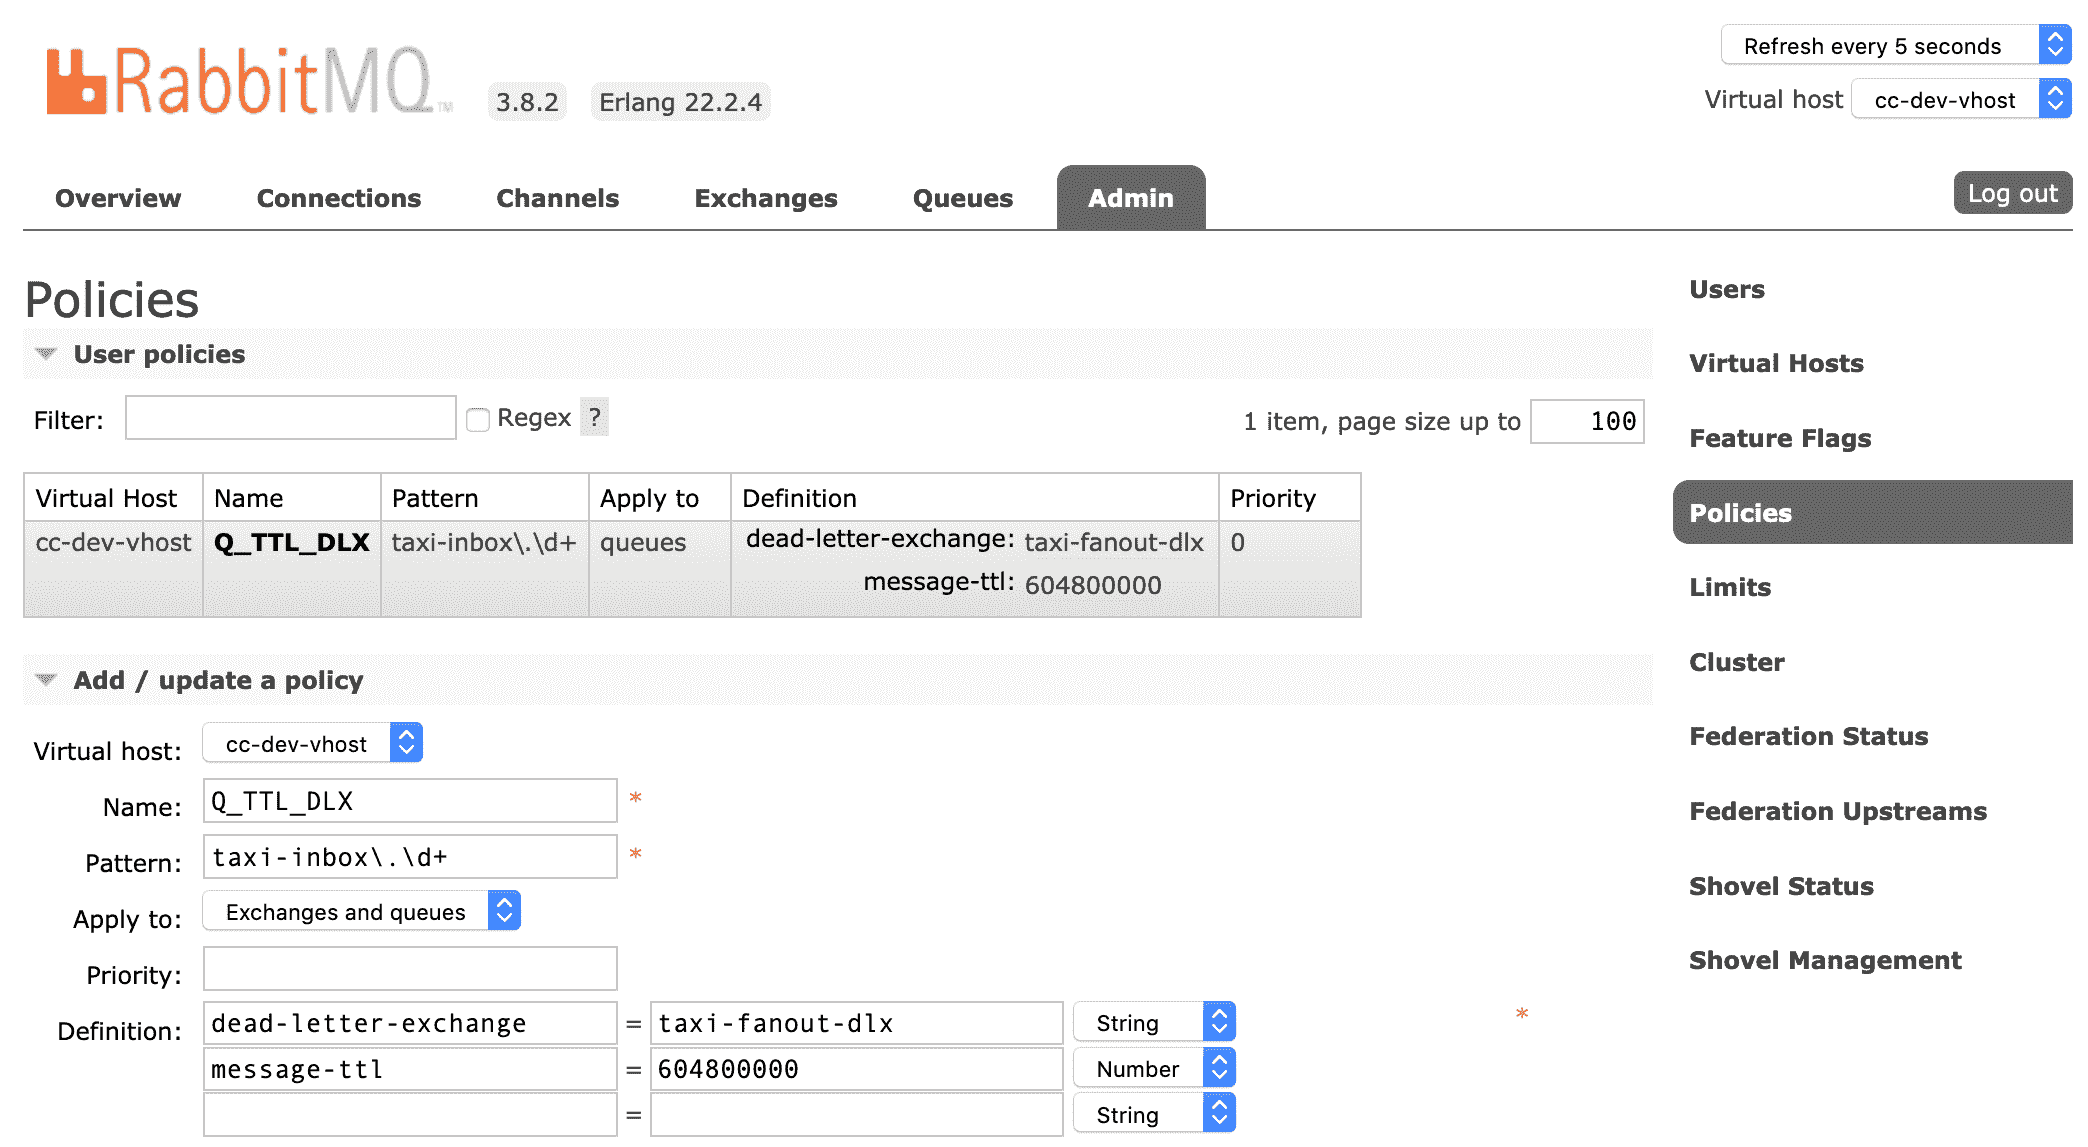 RabbitMQ TM 3.8.2 Erlang 22.2.4
Refresh every 5 seconds
Virtual host cc-dev-vhost
Overview Connections Channels Exchanges Queues Admin
Log out
Policies
User policies
Filter: Regex ?
1 item, page size up to 100
Virtual Host Name Pattern Apply to Definition Priority
cc-dev-vhost Q_TTL_DLX taxi-inbox\.\d+ queues dead-letter-exchange: taxi-fanout-dlx 0
message-ttl: 604800000
Add / update a policy
Virtual host: cc-dev-vhost
Name: Q_TTL_DLX *
Pattern: taxi-inbox\.\d+ *
Apply to: Exchanges and queues
Priority:
Definition: dead-letter-exchange = taxi-fanout-dlx String *
message-ttl = 604800000 Number
= String
Users
Virtual Hosts
Feature Flags
Policies
Limits
Cluster
Federation Status
Federation Upstreams
Shovel Status
Shovel Management